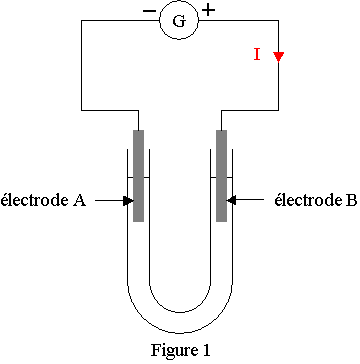 − G +
I
électrode A
électrode B
Figure 1